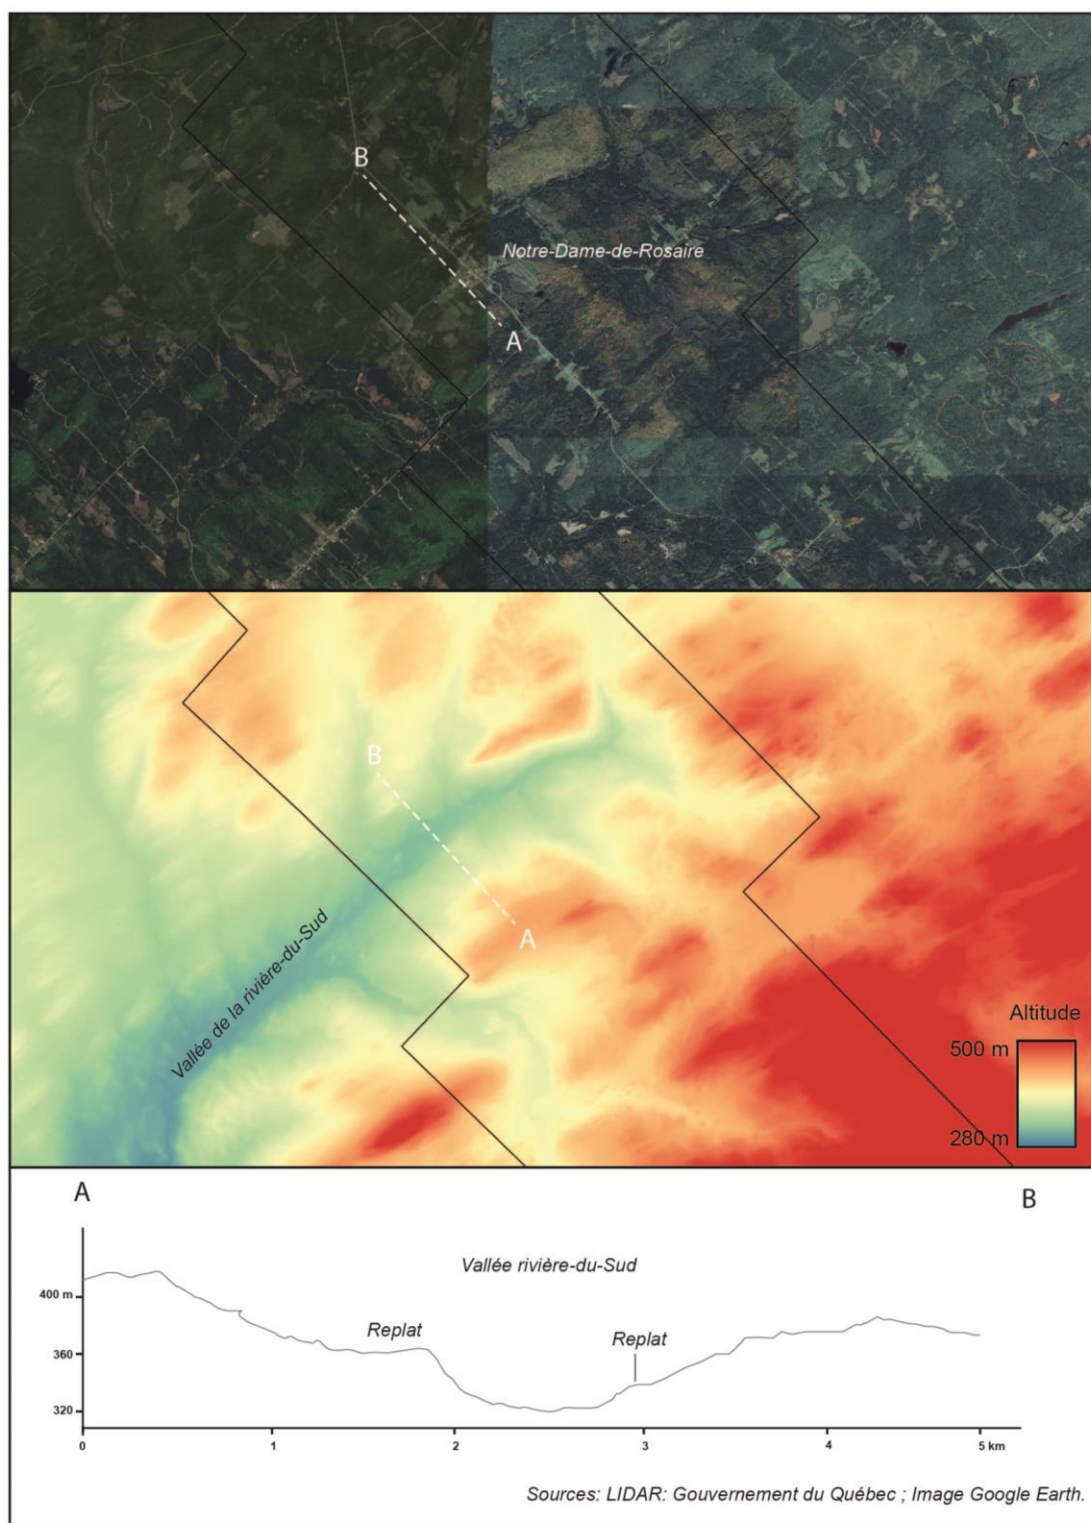 B
Notre-Dame-de-Rosaire
A
B
A
Vallée de la rivière-du-Sud
Altitude
500 m
280 m
A
B
Vallée rivière-du-Sud
400 m
Replat
Replat
360
320
0
1
2
3
4
5 km
Sources: LIDAR: Gouvernement du Québec ; Image Google Earth.